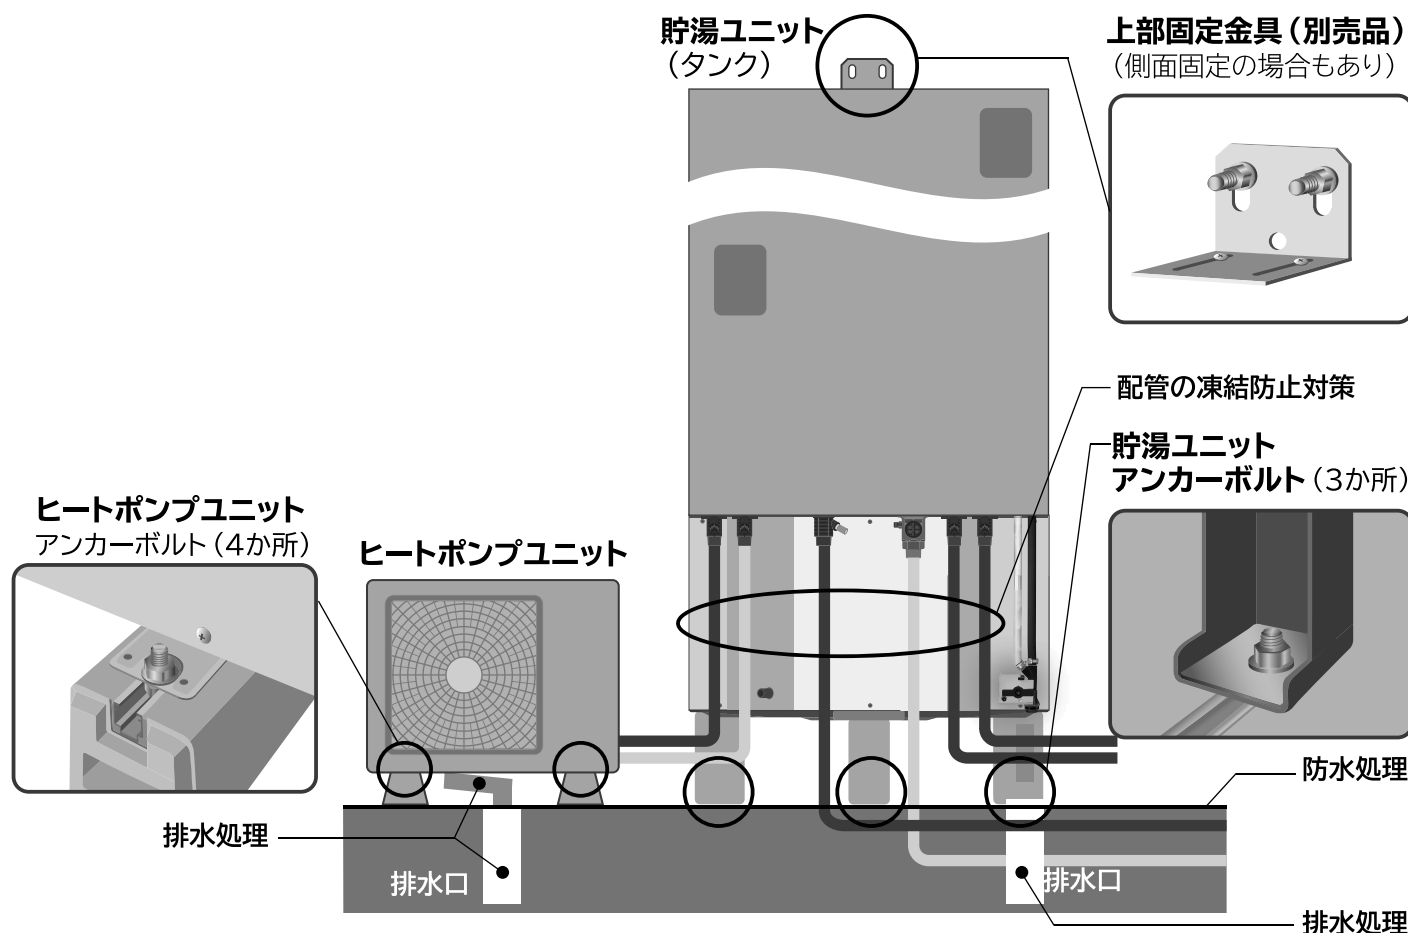 貯湯ユニット
（タンク）
上部固定金具（別売品）
（側面固定の場合もあり）
配管の凍結防止対策
貯湯ユニット
アンカーボルト（3か所）
ヒートポンプユニット
アンカーボルト（4か所）
ヒートポンプユニット
防水処理
排水処理
排水口
排水口
排水処理